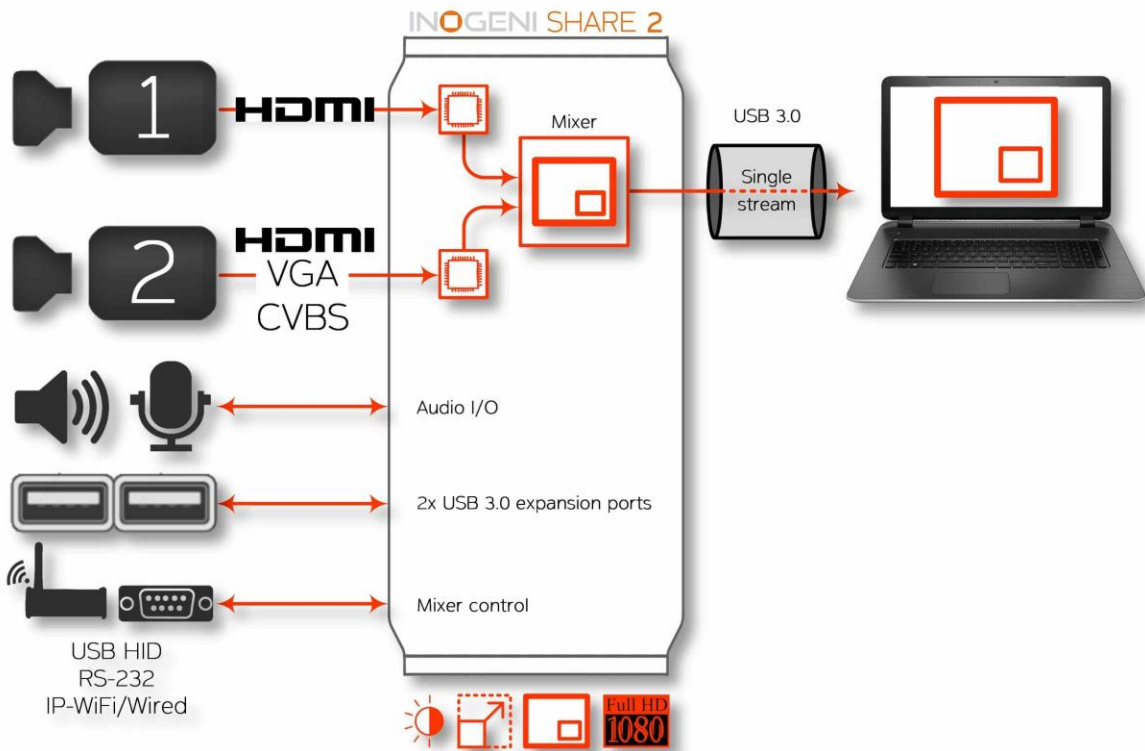 INOGENI SHARE 2
1
HDMI
Mixer
USB 3.0
Single
stream
2
HDMI
VGA
CVBS
Audio I/O
2x USB 3.0 expansion ports
Mixer control
USB HID
RS-232
IP-WiFi/Wired
Full HD
1080